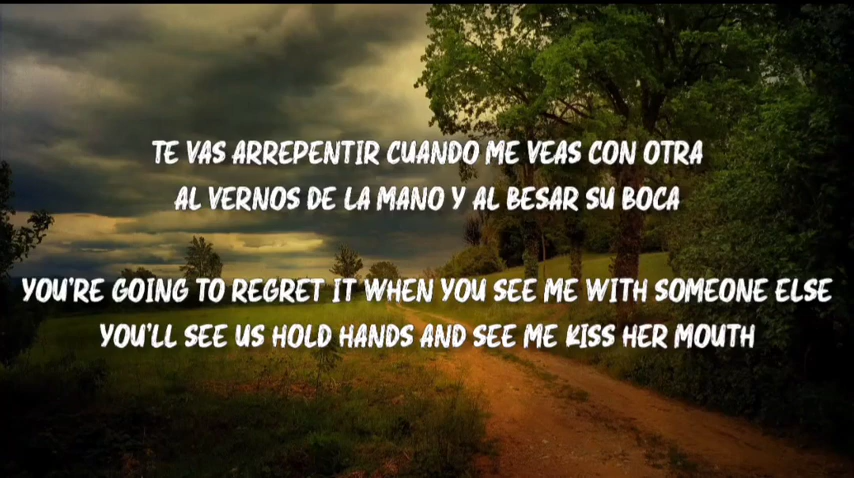 TE VAS ARREPENTIR CUANDO ME VEAS CON OTRA
AL VERNOS DE LA MANO Y AL BESAR SU BOCA
YOU'RE GOING TO REGRET IT WHEN YOU SEE ME WITH SOMEONE ELSE
YOU'LL SEE US HOLD HANDS AND SEE ME KISS HER MOUTH